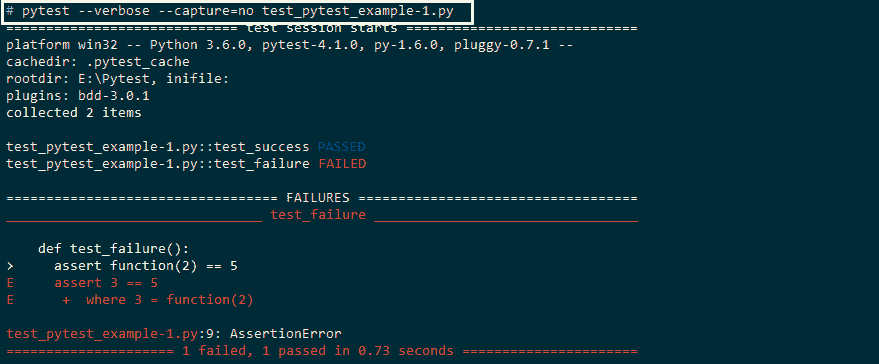 # pytest --verbose --capture=no test_pytest_example-1.py
============================= test session starts =============================
platform win32 -- Python 3.6.0, pytest-4.1.0, py-1.6.0, pluggy-0.7.1 --
cachedir: .pytest_cache
rootdir: E:\Pytest, inifile:
plugins: bdd-3.0.1
collected 2 items

test_pytest_example-1.py::test_success PASSED
test_pytest_example-1.py::test_failure FAILED

================================== FAILURES ===================================
________________________________ test_failure _________________________________

    def test_failure():
>     assert function(2) == 5
E     assert 3 == 5
E      +  where 3 = function(2)

test_pytest_example-1.py:9: AssertionError
===================== 1 failed, 1 passed in 0.73 seconds ======================